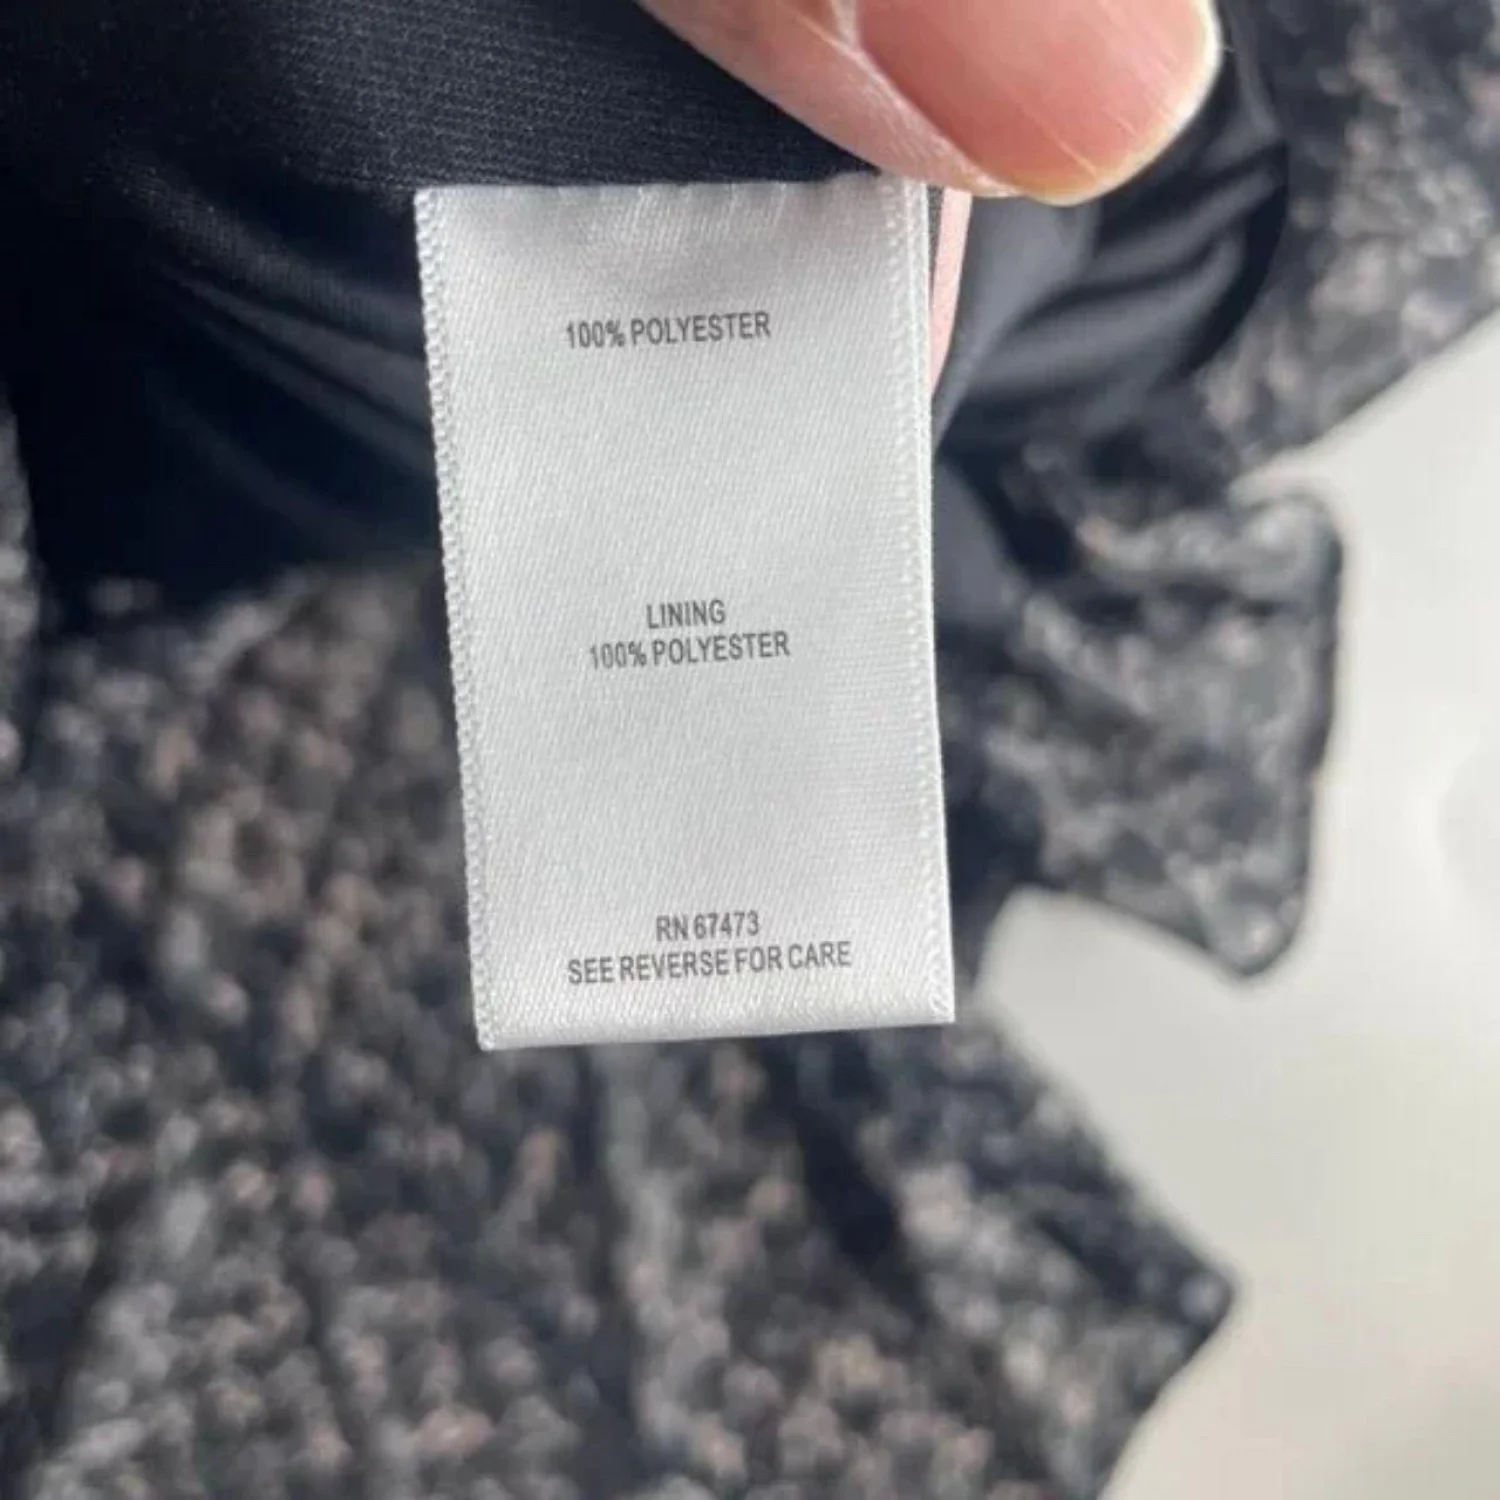 100% POLYESTER
LINING
100% POLYESTER
RN 67473
SEE REVERSE FOR CARE